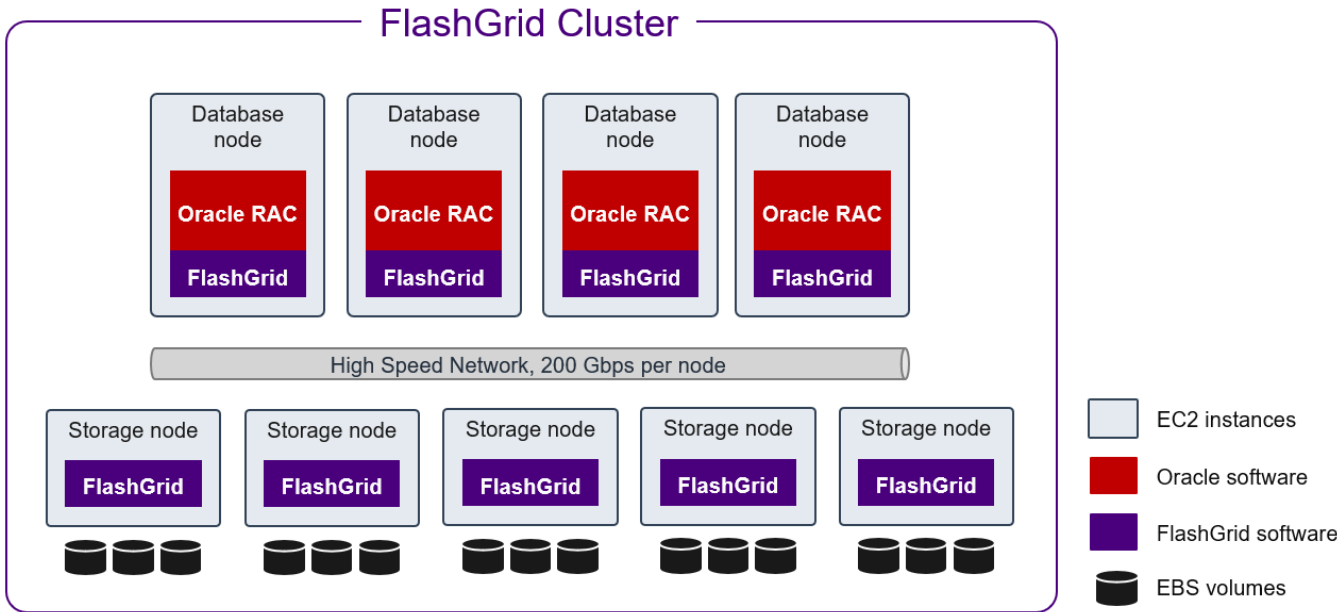 FlashGrid Cluster
Database
node
Database
node
Database
node
Database
node
Oracle RAC
Oracle RAC
Oracle RAC
Oracle RAC
FlashGrid
FlashGrid
FlashGrid
FlashGrid
High Speed Network, 200 Gbps per node
Storage node
Storage node
Storage node
Storage node
Storage node
FlashGrid
FlashGrid
FlashGrid
FlashGrid
FlashGrid
EC2 instances
Oracle software
FlashGrid software
EBS volumes